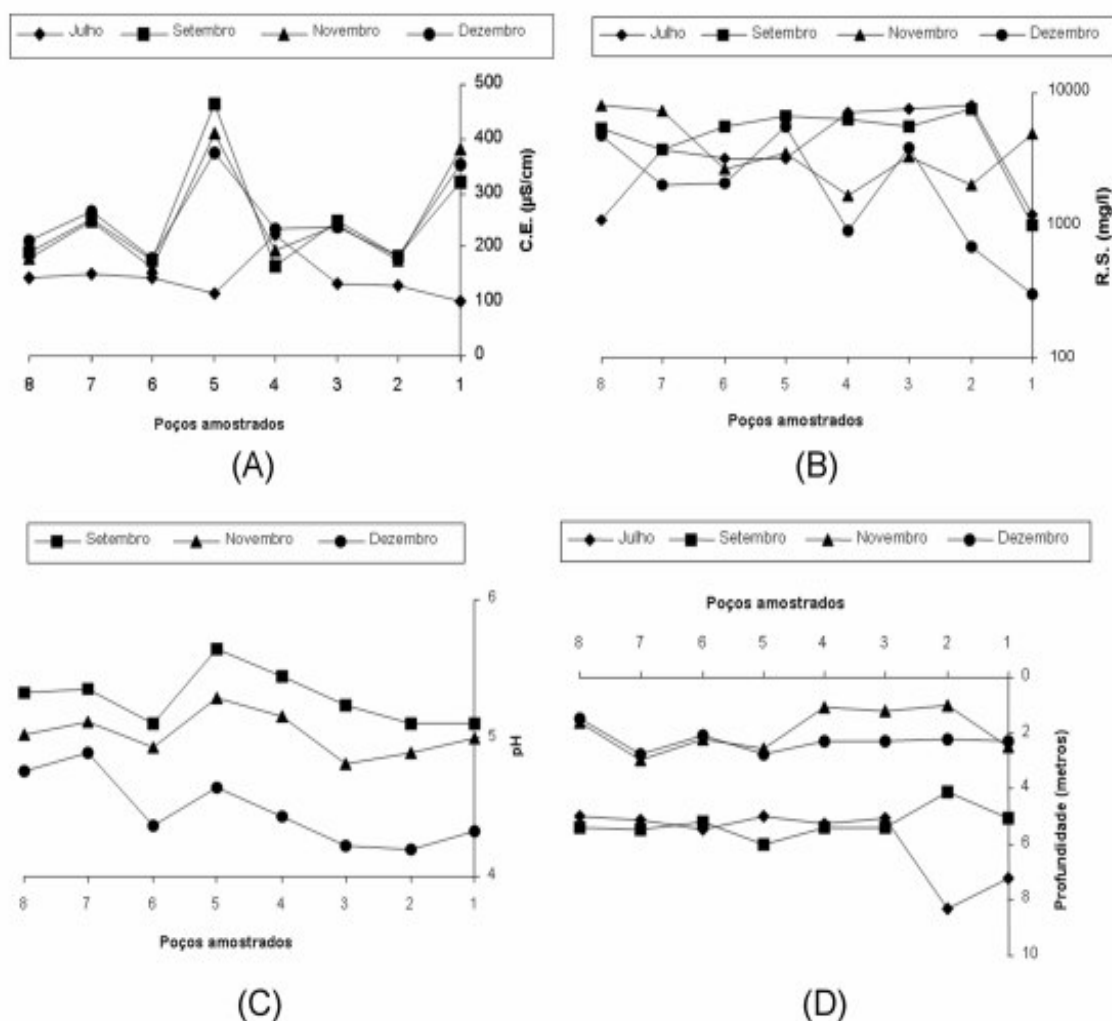 Julho Setembro Novembro Dezembro
500
400
300
200
100
0
C.E. (µS/cm)
8 7 6 5 4 3 2 1
Poços amostrados
(A)
Julho Setembro Novembro Dezembro
10000
1000
100
R.S. (mg/l)
8 7 6 5 4 3 2 1
Poços amostrados
(B)
Setembro Novembro Dezembro
6
5
4
pH
8 7 6 5 4 3 2 1
Poços amostrados
(C)
Julho Setembro Novembro Dezembro
Poços amostrados
8 7 6 5 4 3 2 1
0
2
4
6
8
10
Profundidade (metros)
(D)